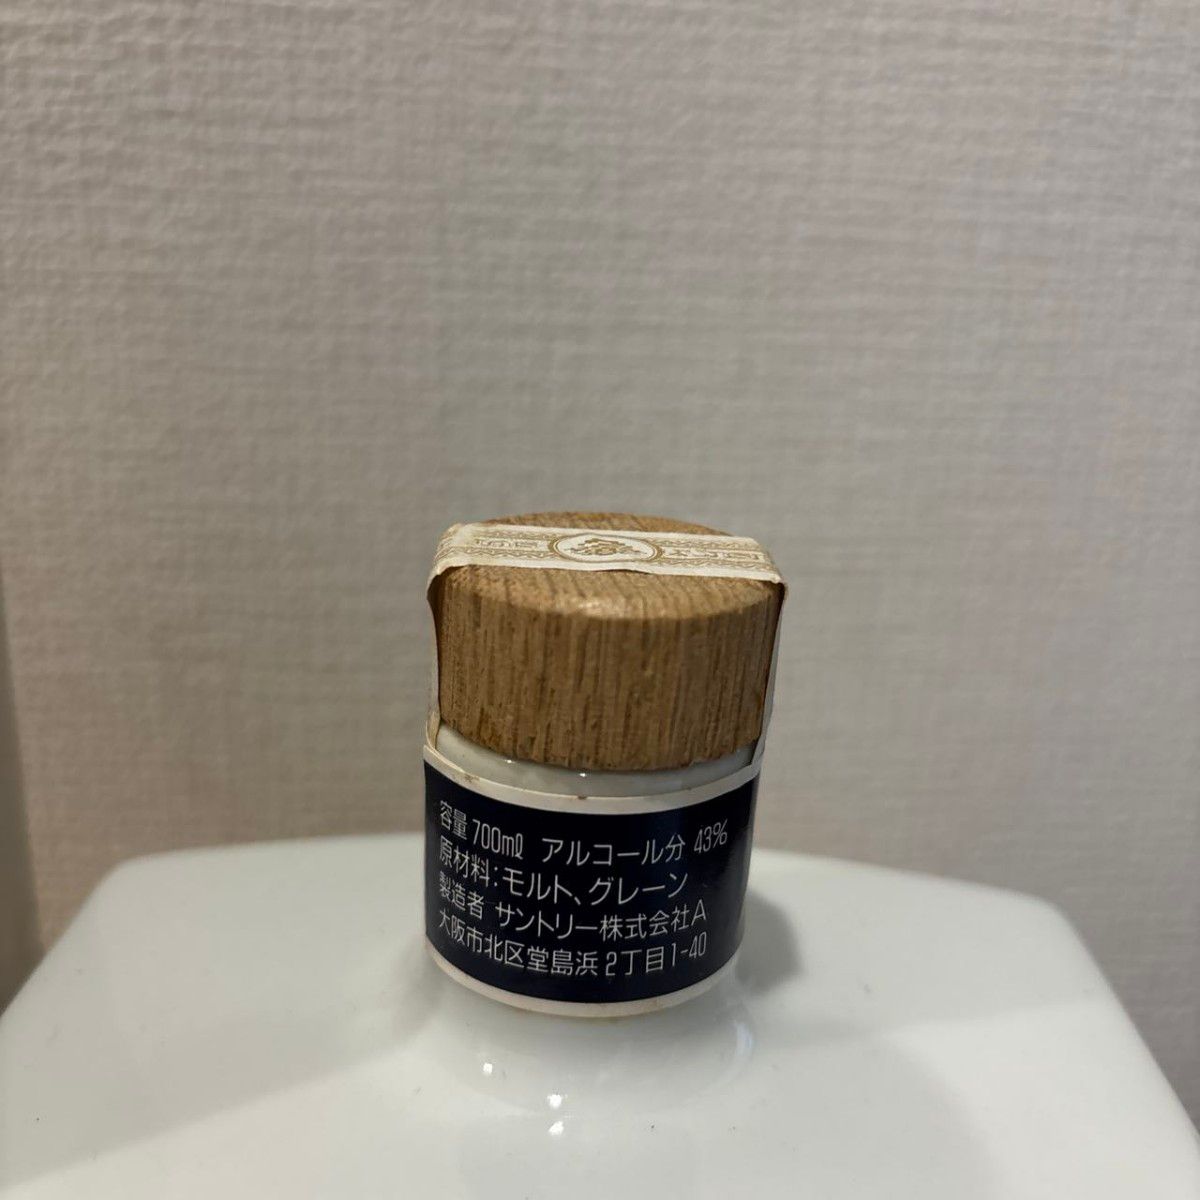 容量 700ml アルコール分 43%
原材料:モルト、グレーン
製造者 サントリー株式会社A
大阪市北区堂島浜2丁目1-40